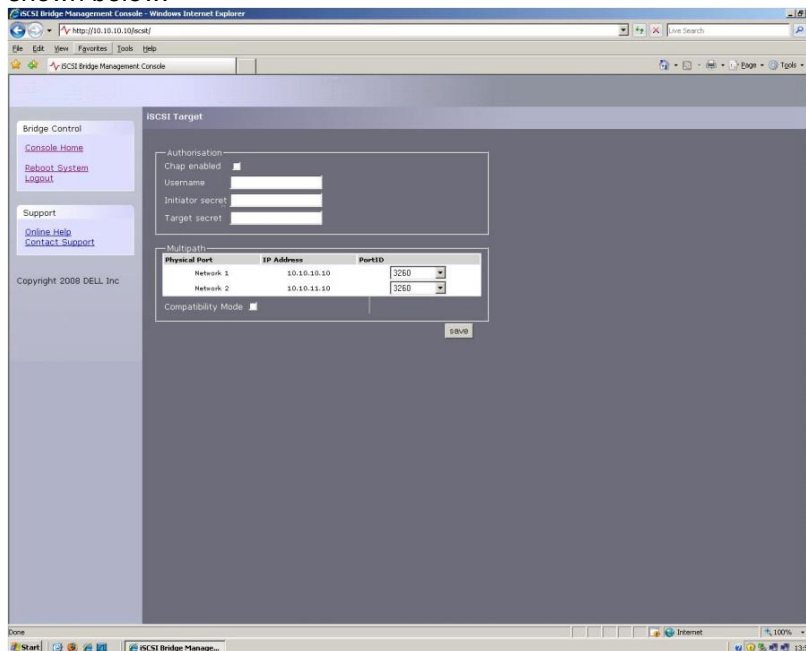 iSCSI Bridge Management Console - Windows Internet Explorer
http://10.10.10.10/iscsit/
Live Search
File Edit View Favorites Tools Help
iSCSI Bridge Management Console
Page Tools
iSCSI Target
Bridge Control
Console Home
Reboot System
Logout
Support
Online Help
Contact Support
Copyright 2008 DELL Inc
Authorisation
Chap enabled
Username
Initiator secret
Target secret
Multipath
Physical Port IP Address PortID
Network 1 10.10.10.10 3260
Network 2 10.10.11.10 3260
Compatibility Mode
save
Done
Internet
100%
Start
iSCSI Bridge Manage...